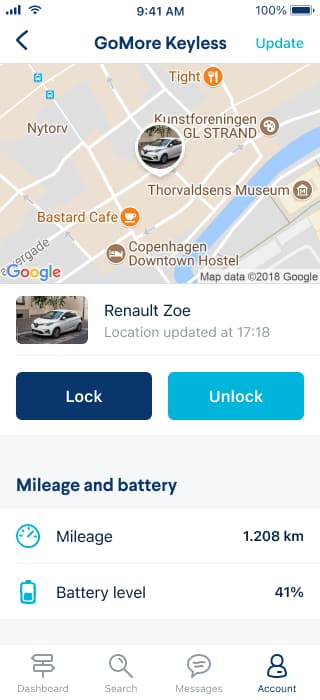 9:41 AM
100%
GoMore Keyless
Update
Tight
Kunstforeningen
GL STRAND
Nytorv
Thorvaldsens Museum
Bastard Cafe
Copenhagen
Downtown Hostel
ergade
Google
Map data ©2018 Google
Renault Zoe
Location updated at 17:18
Lock
Unlock
Mileage and battery
Mileage
1.208 km
Battery level
41%
Dashboard
Search
Messages
Account